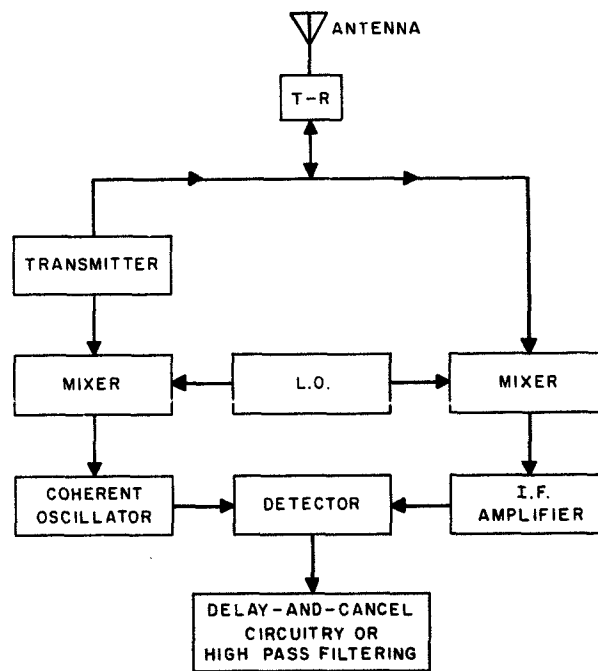 ANTENNA
T-R
TRANSMITTER
MIXER
L.O.
MIXER
COHERENT
OSCILLATOR
DETECTOR
I.F.
AMPLIFIER
DELAY-AND-CANCEL
CIRCUITRY OR
HIGH PASS FILTERING